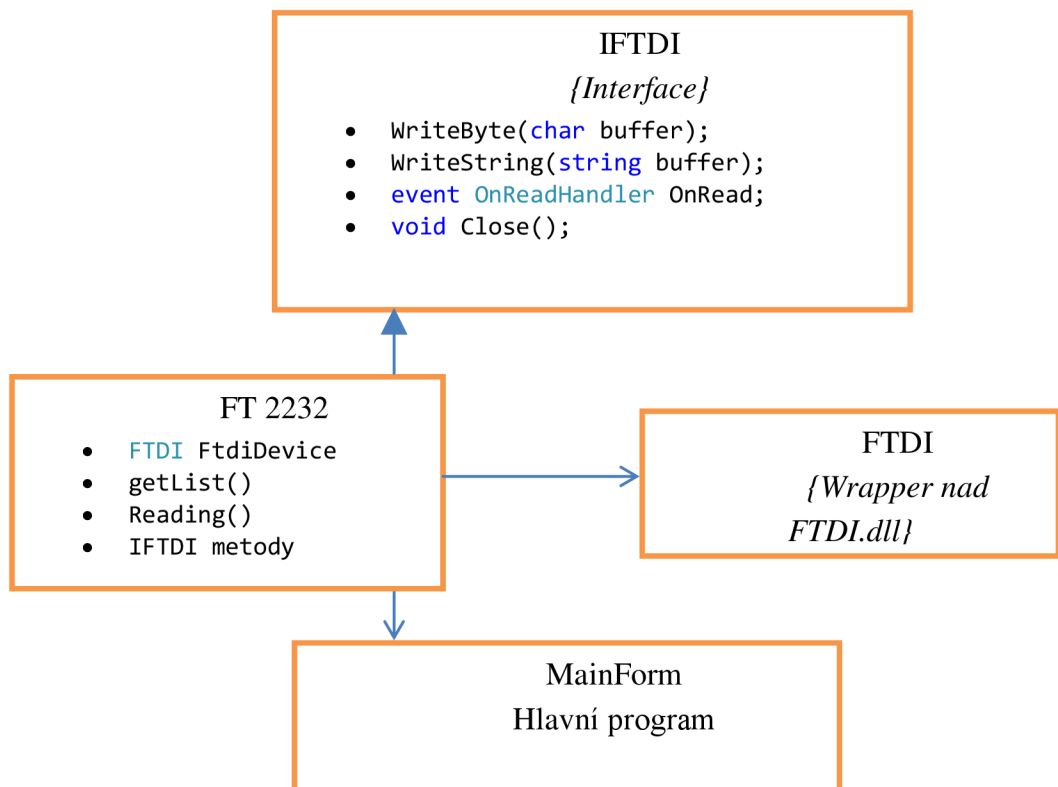 IFTDI
{Interface}
• WriteByte(char buffer);
• WriteString(string buffer);
• event OnReadHandler OnRead;
• void Close();
FT 2232
• FTDI FtdiDevice
• getList()
• Reading()
• IFTDI metody
FTDI
{Wrapper nad
FTDI.dll}
MainForm
Hlavní program